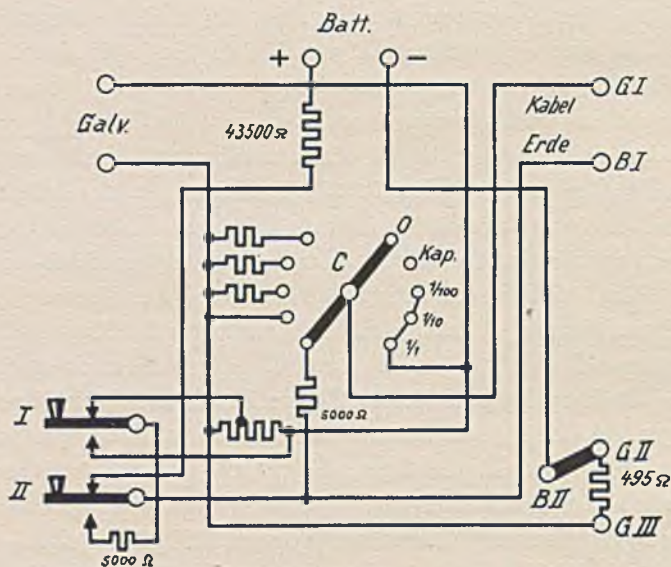 Batt.
+ −
Galv.
43500 Ω
Kabel
G I
Erde
B I
O
C
Kap.
1/100
1/10
1/1
5000 Ω
I
II
5000 Ω
G II
B II
495 Ω
G III